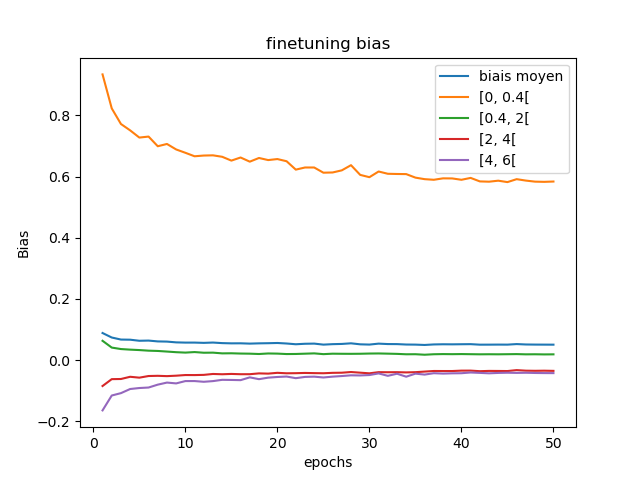 finetuning bias
biais moyen
[0, 0.4[
[0.4, 2[
[2, 4[
[4, 6[
Bias
0.8
0.6
0.4
0.2
0.0
−0.2
0 10 20 30 40 50
epochs